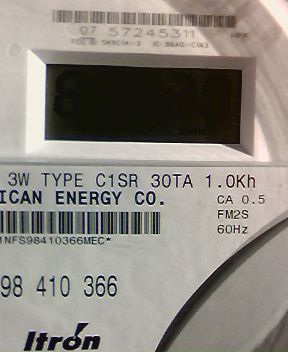 07 57245311
3W TYPE C1SR 30TA 1.0Kh
ICAN ENERGY CO.
CA 0.5
FM2S
60Hz
1NFS98410366MEC*
98 410 366
Itrón